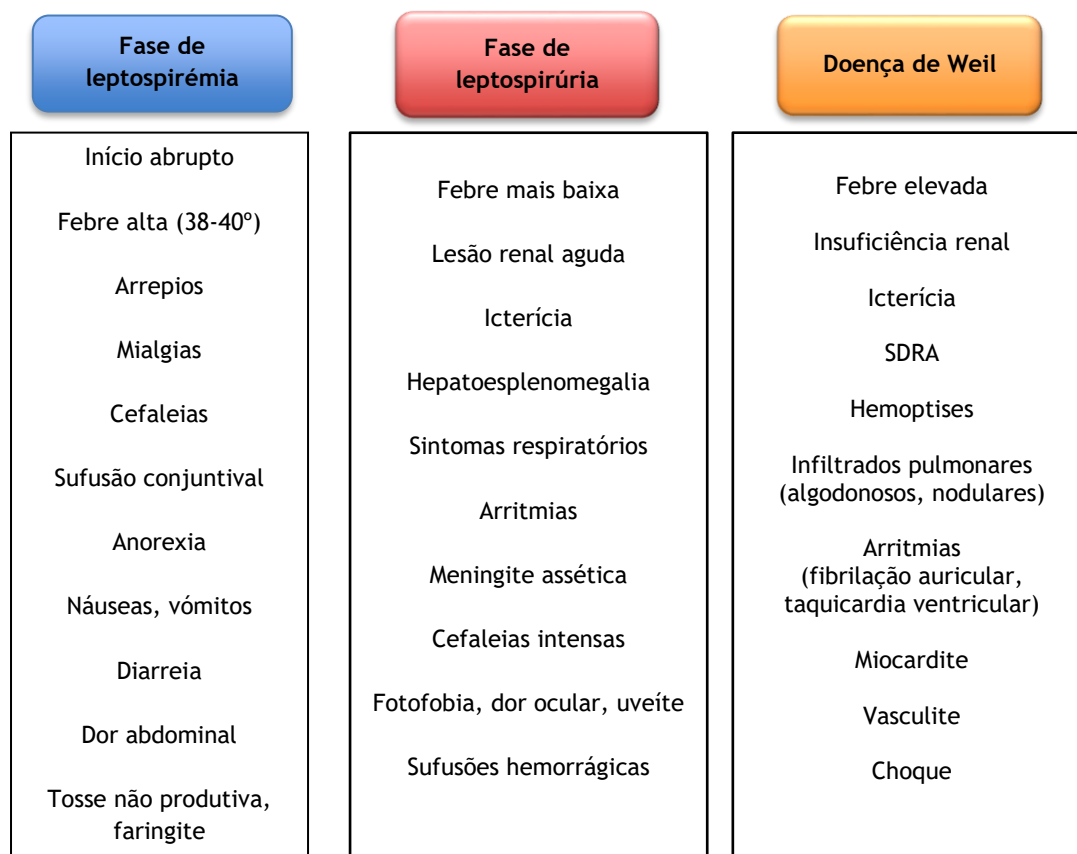 Fase de
leptospirémia
Início abrupto
Febre alta (38-40º)
Arrepios
Mialgias
Cefaleias
Sufusão conjuntival
Anorexia
Náuseas, vómitos
Diarreia
Dor abdominal
Tosse não produtiva,
faringite
Fase de
leptospirúria
Febre mais baixa
Lesão renal aguda
Icterícia
Hepatoesplenomegalia
Sintomas respiratórios
Arritmias
Meningite assética
Cefaleias intensas
Fotofobia, dor ocular, uveíte
Sufusões hemorrágicas
Doença de Weil
Febre elevada
Insuficiência renal
Icterícia
SDRA
Hemoptises
Infiltrados pulmonares
(algodonosos, nodulares)
Arritmias
(fibrilação auricular,
taquicardia ventricular)
Miocardite
Vasculite
Choque